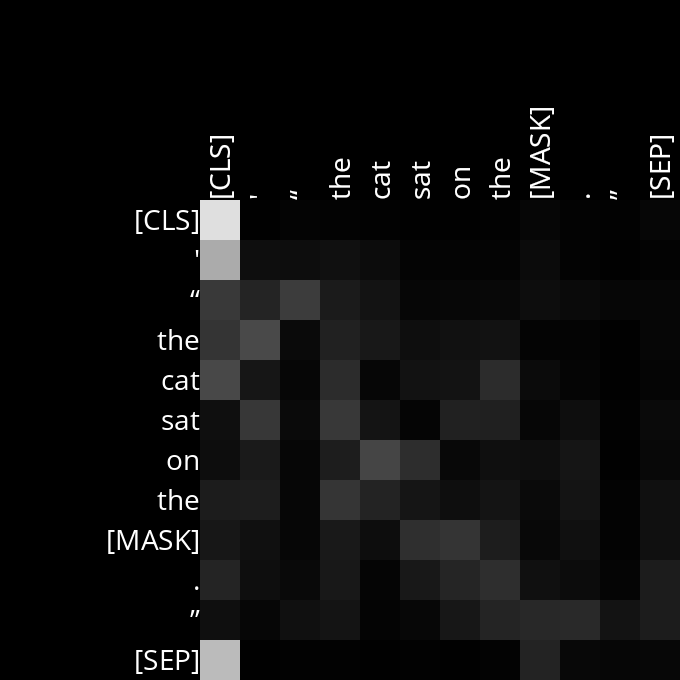 [CLS] ' “ the cat sat on the [MASK] . ” [SEP]
[CLS]
'
“
the
cat
sat
on
the
[MASK]
.
”
[SEP]